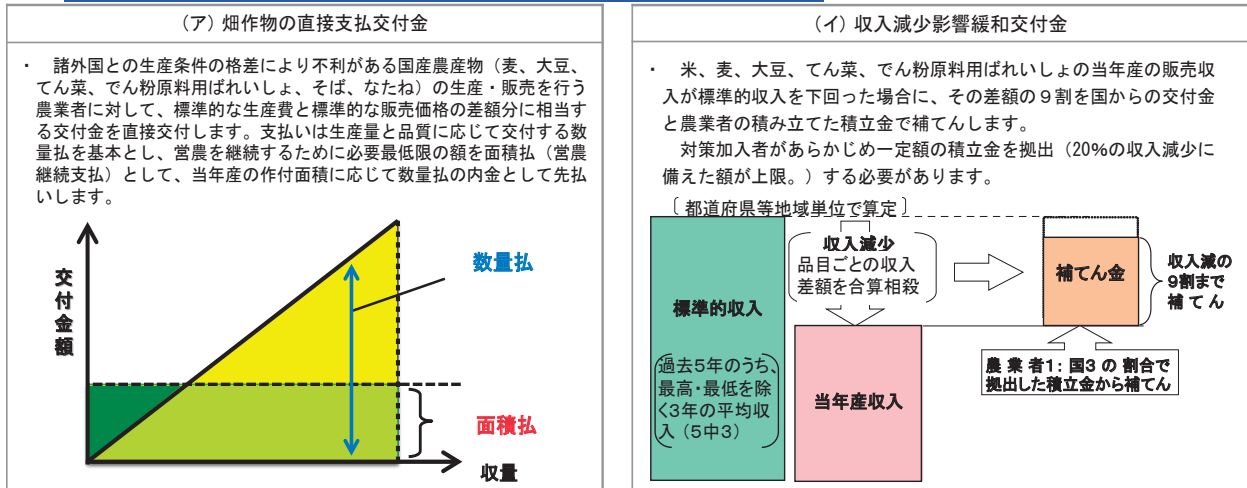 (ア) 畑作物の直接支払交付金
・ 諸外国との生産条件の格差により不利がある国産農産物（麦、大豆、
てん菜、でん粉原料用ばれいしょ、そば、なたね）の生産・販売を行う
農業者に対して、標準的な生産費と標準的な販売価格の差額分に相当す
る交付金を直接交付します。支払いは生産量と品質に応じて交付する数
量払を基本とし、営農を継続するために必要最低限の額を面積払（営農
継続支払）として、当年産の作付面積に応じて数量払の内金として先払
いします。
交付金額
数量払
面積払
収量
(イ) 収入減少影響緩和交付金
・ 米、麦、大豆、てん菜、でん粉原料用ばれいしょの当年産の販売収
入が標準的収入を下回った場合に、その差額の９割を国からの交付金
と農業者の積み立てた積立金で補てんします。
対策加入者があらかじめ一定額の積立金を拠出（20%の収入減少に
備えた額が上限。）する必要があります。
〔 都道府県等地域単位で算定 〕
収入減少
品目ごとの収入
差額を合算相殺
標準的収入
過去5年のうち、
最高・最低を除
く3年の平均収
入（5中3）
当年産収入
補てん金
収入減の
9割まで
補てん
農業者1：国3の割合で
拠出した積立金から補てん